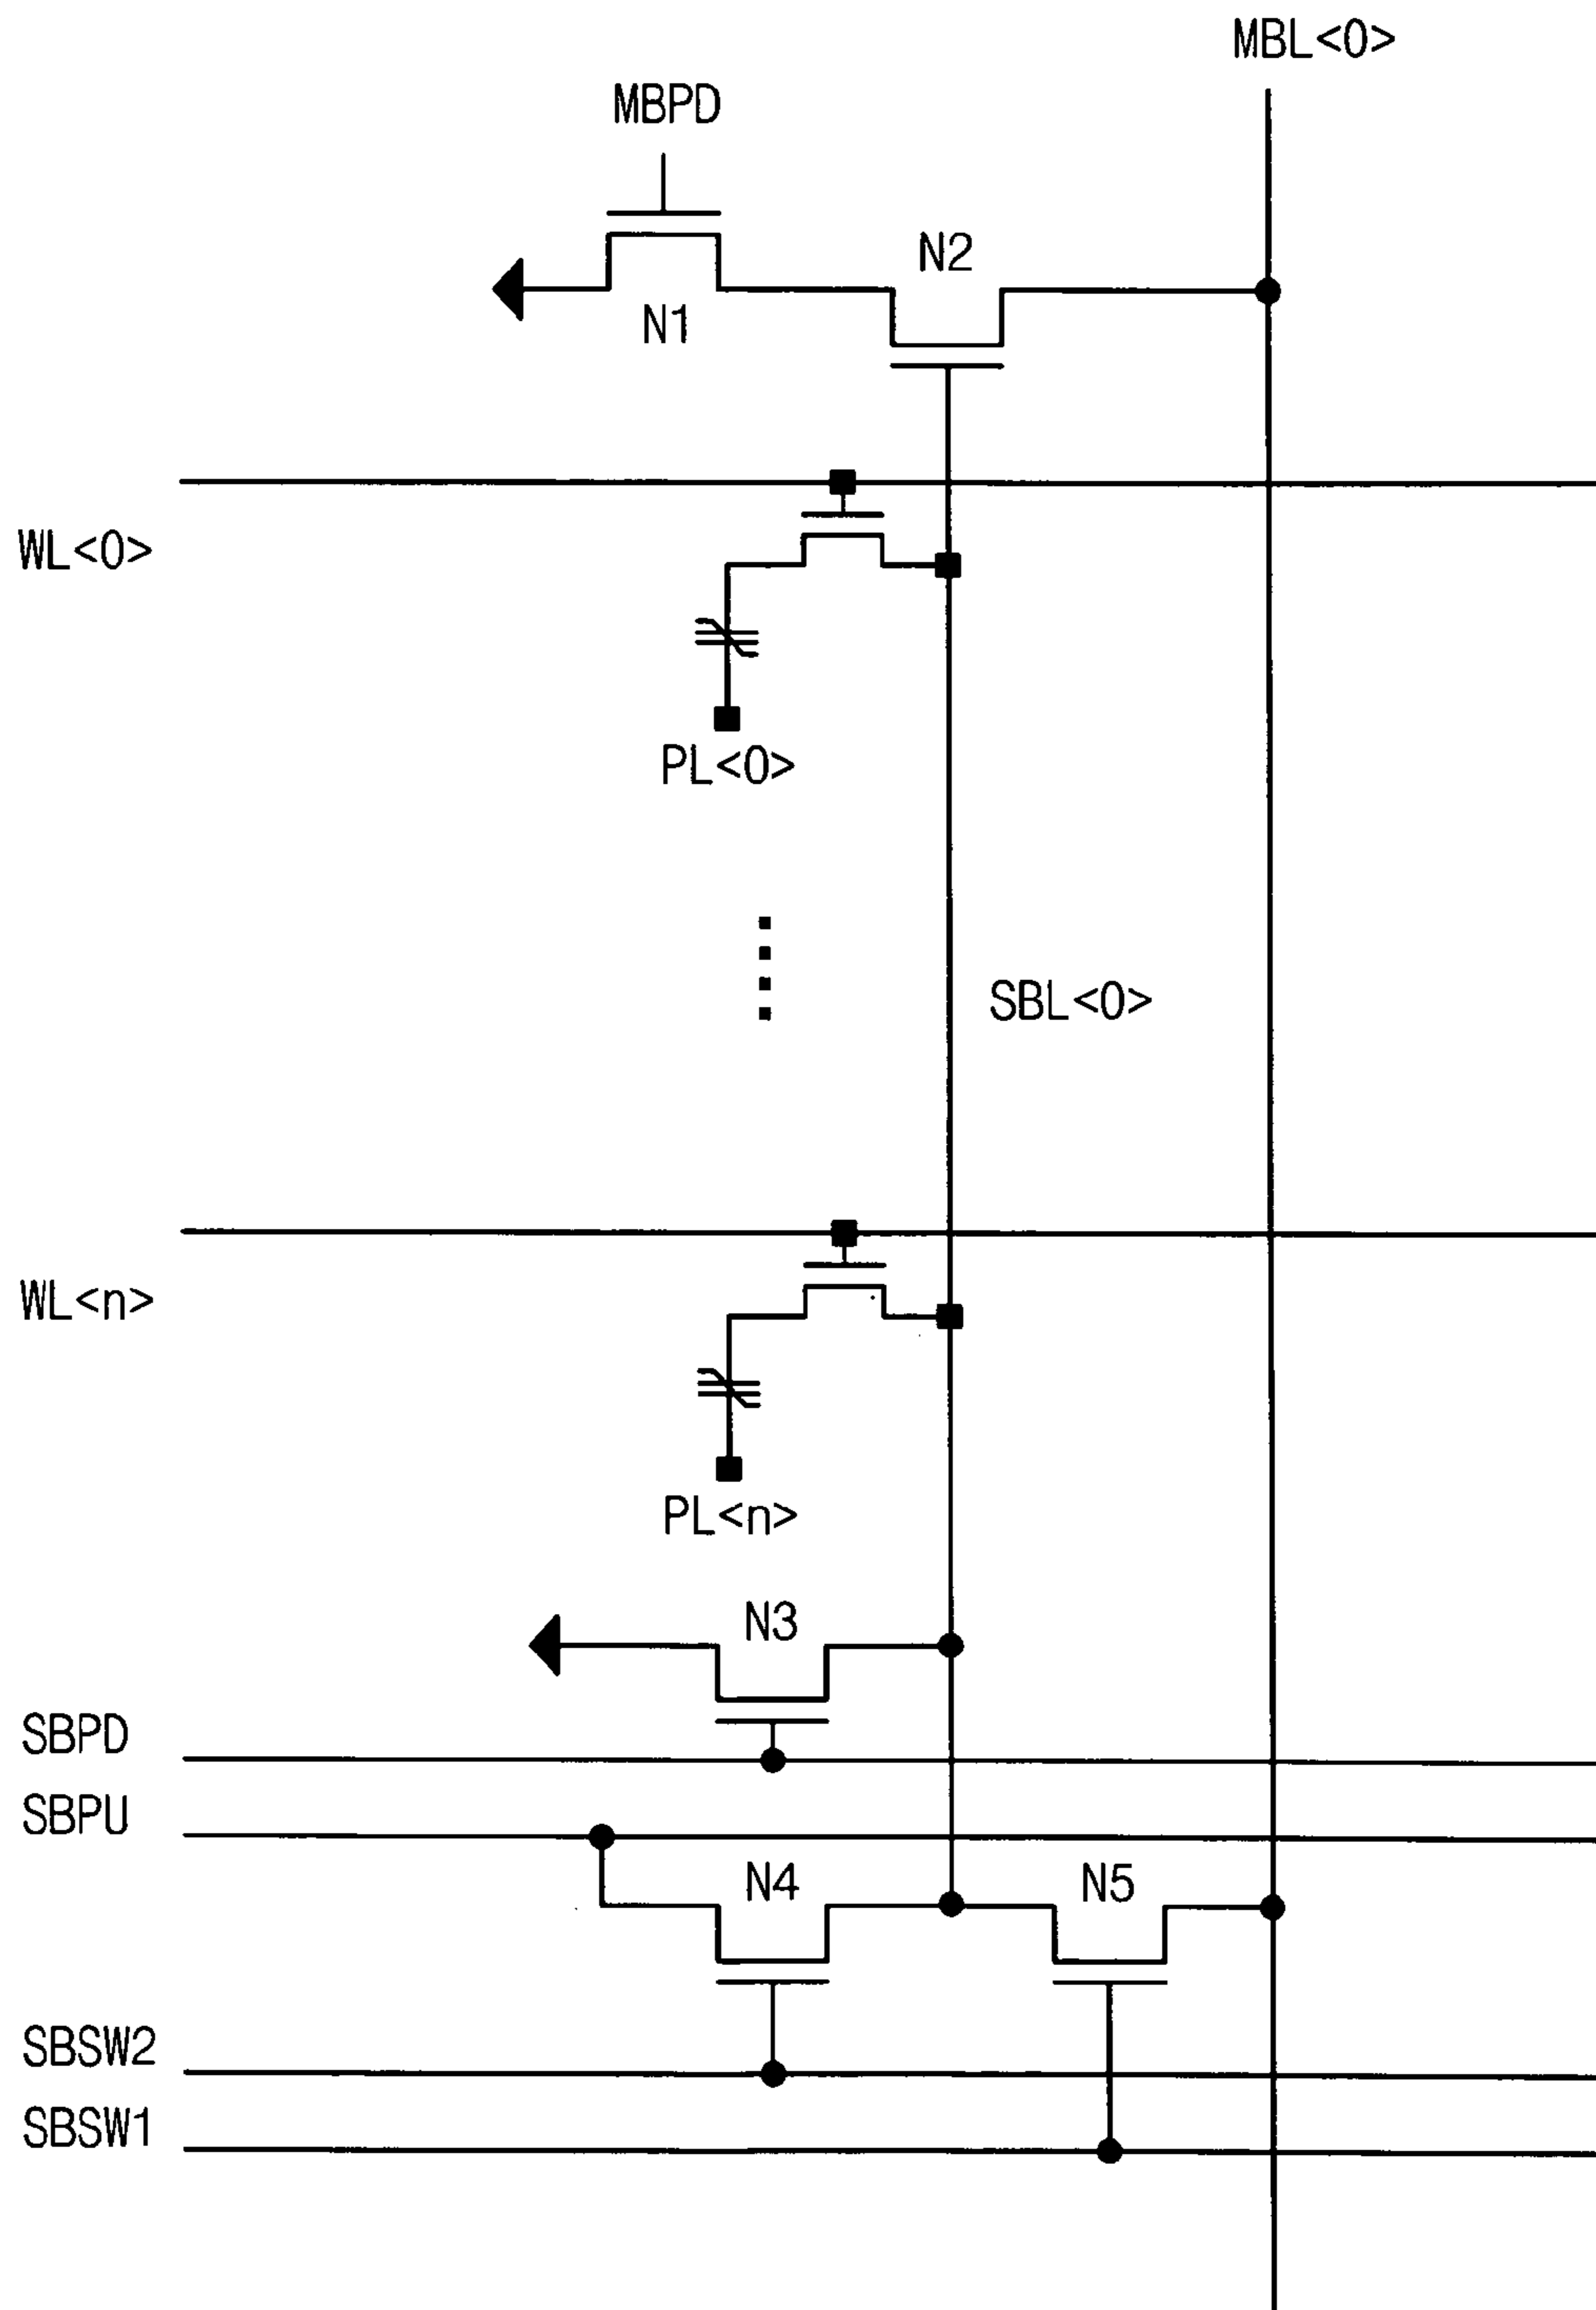 MBL<0>
MBPD
N2
N1
WL<0>
PL<0>
SBL<0>
WL<n>
PL<n>
N3
SBPD
SBPU
N4
N5
SBSW2
SBSW1